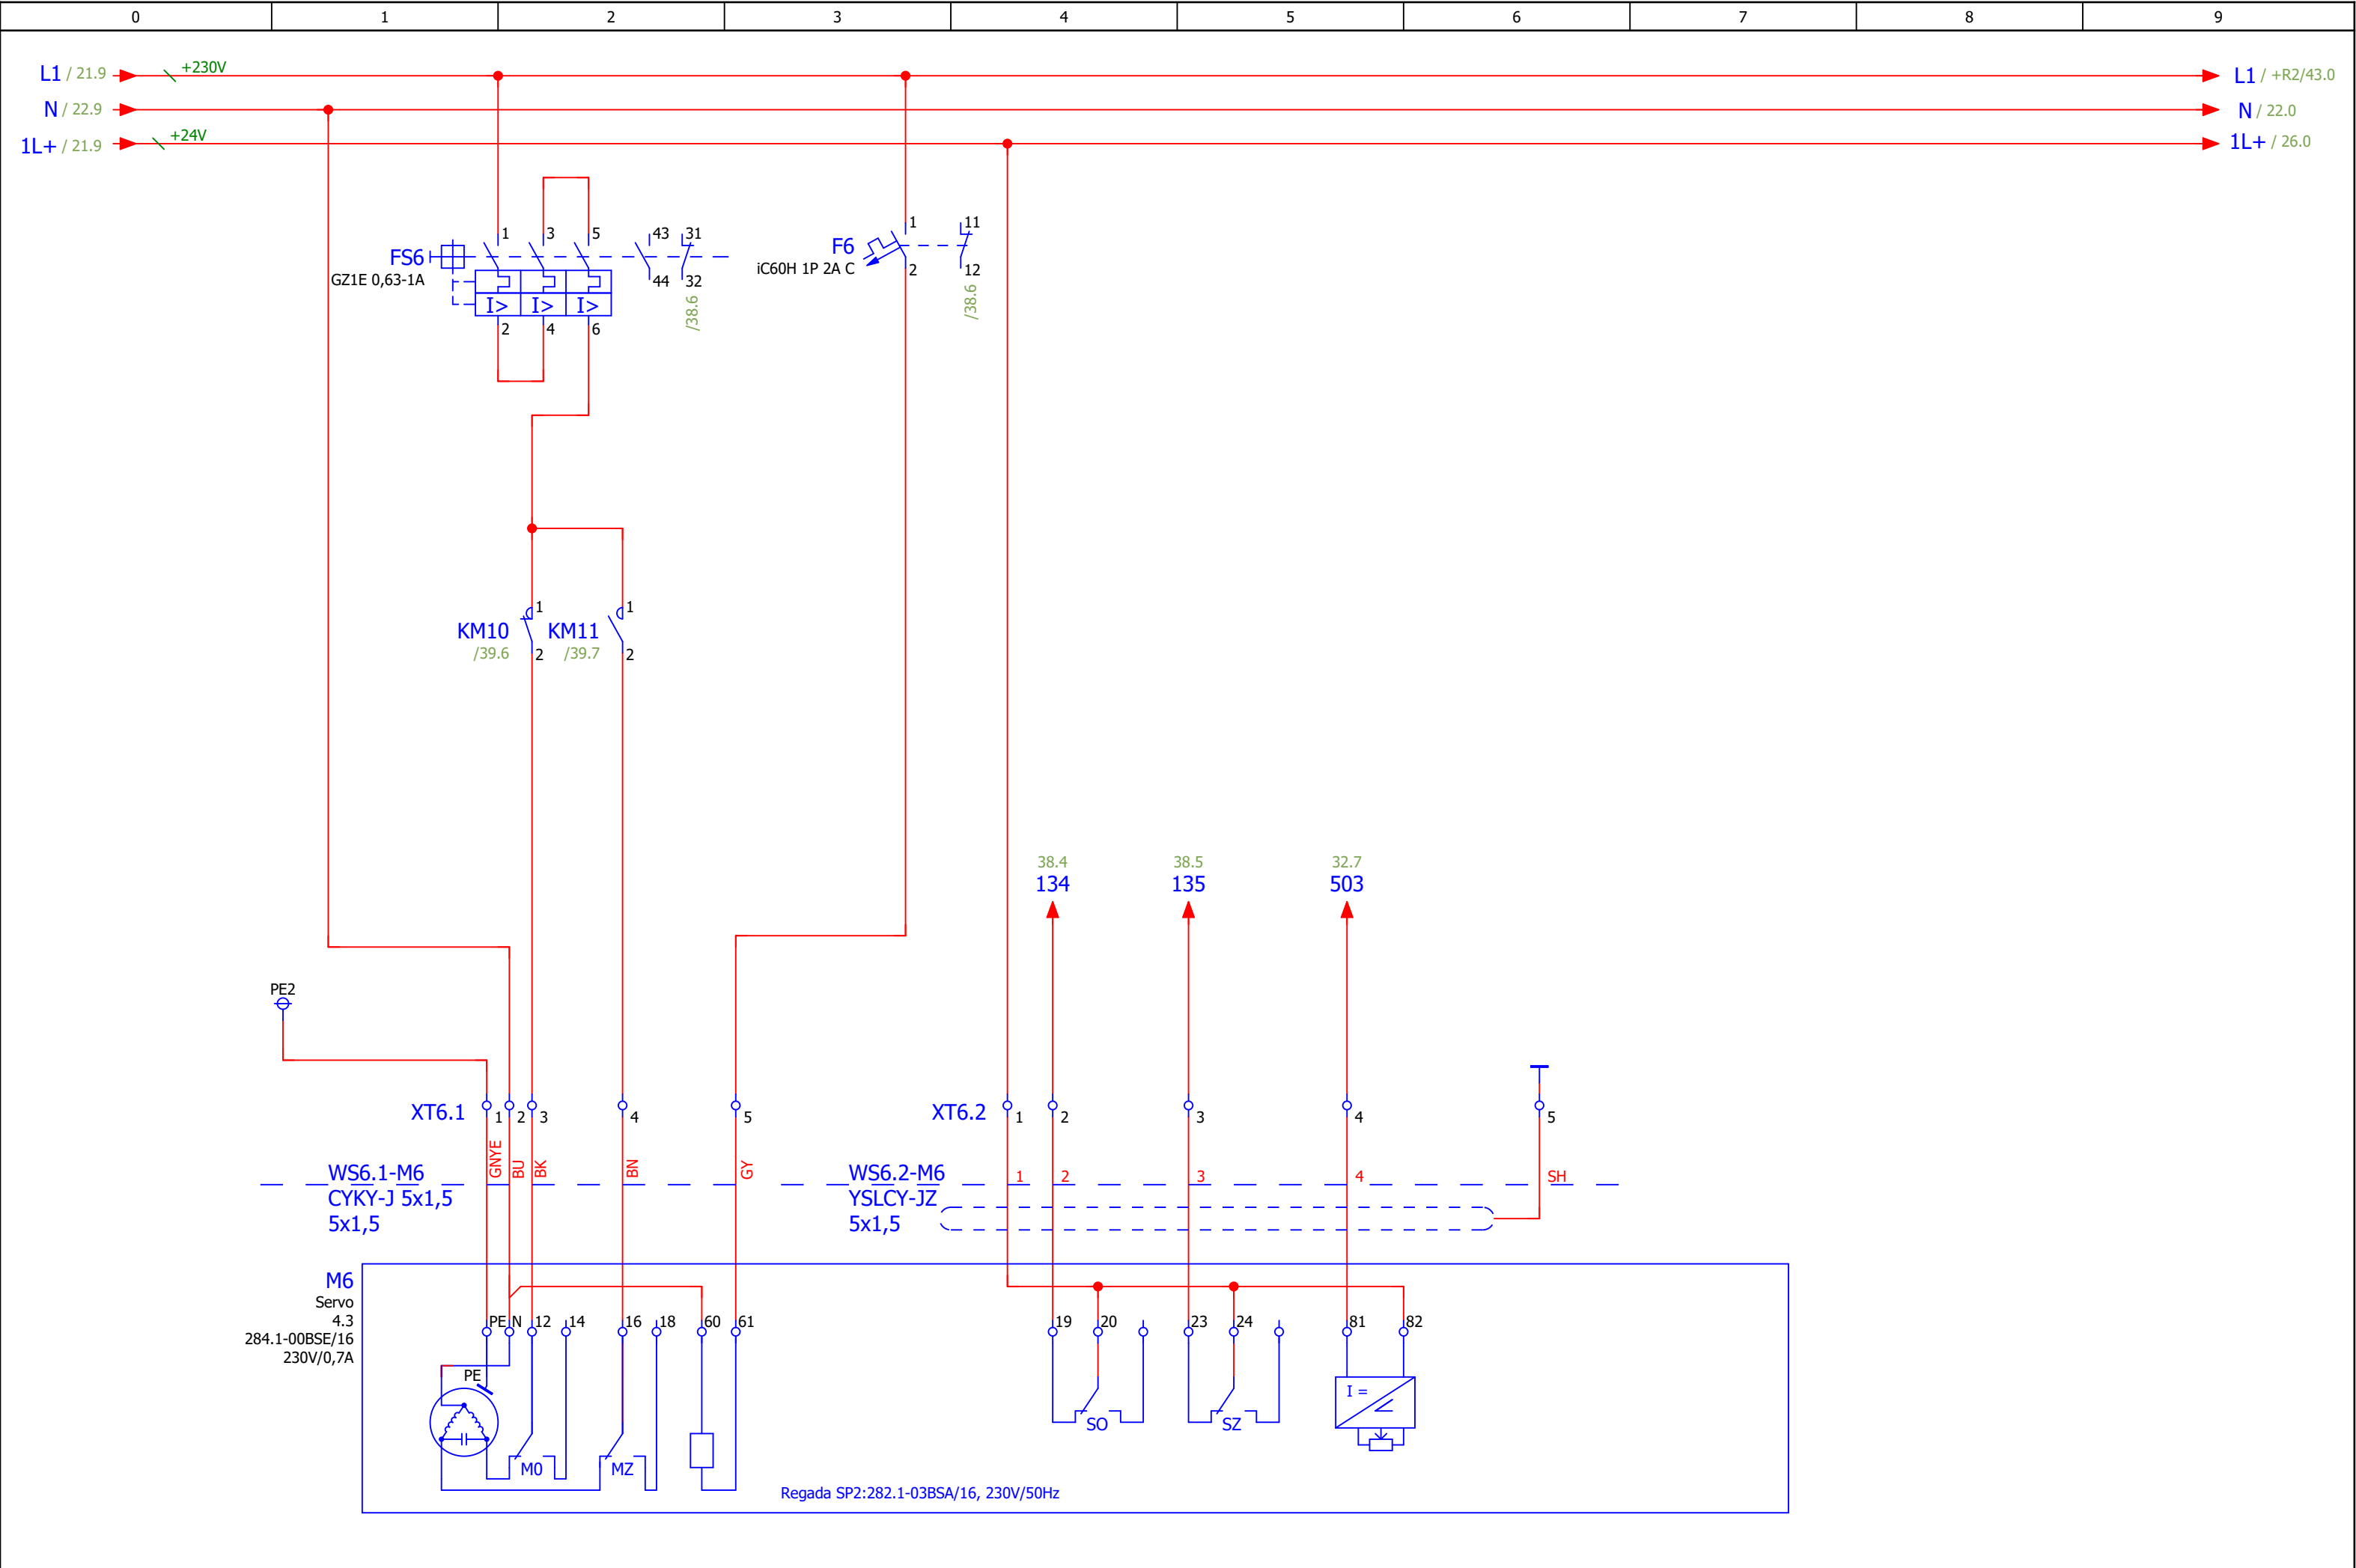 0 1 2 3 4 5 6 7 8 9
L1 / 21.9 +230V L1 / +R2/43.0
N / 22.9 N / 22.0
1L+ / 21.9 +24V 1L+ / 26.0
1 3 5 43 31 1 11
FS6 F6
GZ1E 0,63-1A iC60H 1P 2A C
44 32 2 12
/38.6 /38.6
I> I> I>
2 4 6
1 1
KM10 KM11
/39.6 /39.7
2 2
38.4 38.5 32.7
134 135 503
PE2
XT6.1 1 2 3 4 5 XT6.2 1 2 3 4 5
GNYE BU BK BN GY
WS6.1-M6 WS6.2-M6 1 2 3 4 SH
CYKY-J 5x1,5 YSLCY-JZ
5x1,5 5x1,5
M6
Servo
4.3
284.1-00BSE/16
230V/0,7A
PE N 12 14 16 18 60 61 19 20 23 24 81 82
PE
I =
SO SZ
M0 MZ
Regada SP2:282.1-03BSA/16, 230V/50Hz